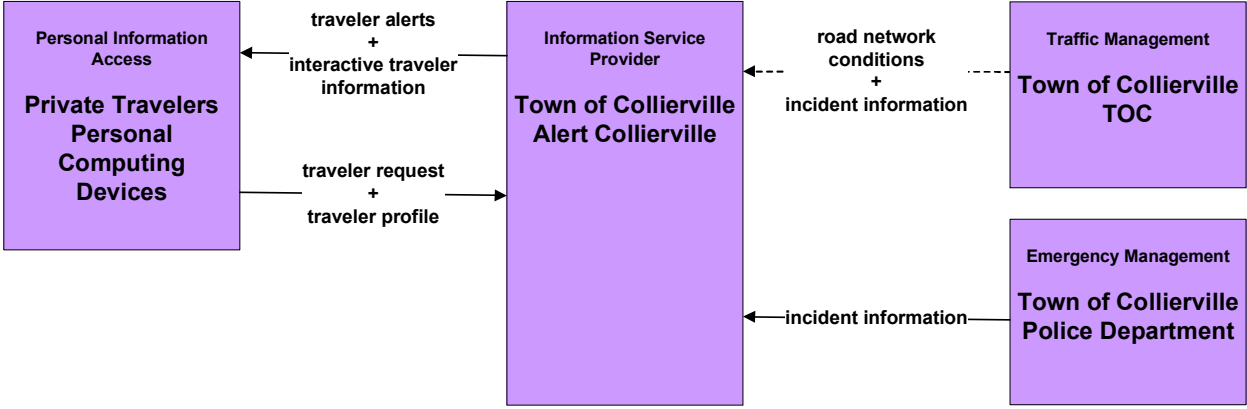 Personal Information
Access
Private Travelers
Personal
Computing
Devices
traveler alerts
+
interactive traveler
information
traveler request
+
traveler profile
Information Service
Provider
Town of Collierville
Alert Collierville
road network
conditions
+
incident information
incident information
Traffic Management
Town of Collierville
TOC
Emergency Management
Town of Collierville
Police Department